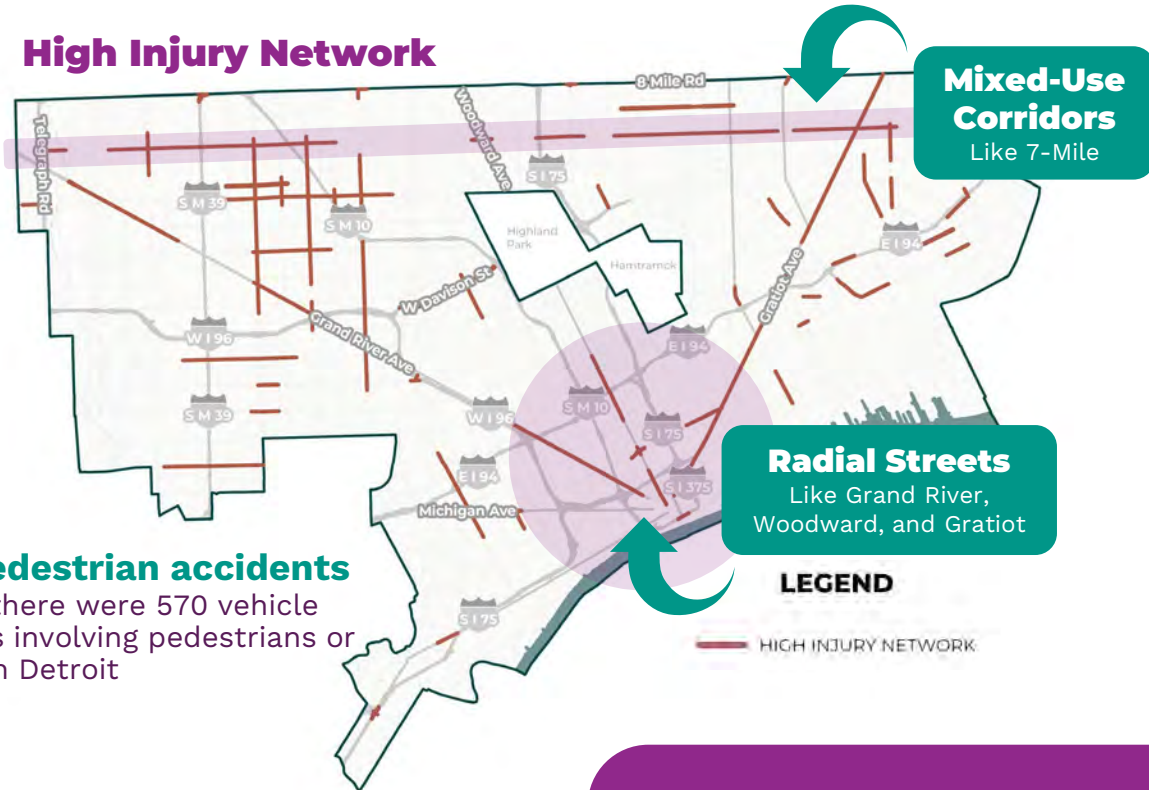 High Injury Network
Mixed-Use
Corridors
Like 7-Mile
8 Mile Rd
Woodward Ave
Telegraph Rd
S I 75
S M 39
S M 10
Highland
Park
Hamtramck
E I 94
W Davison St
Gratiot Ave
Grand River Ave
W I 96
E I 94
S M 39
S M 10
W I 96
S I 75
E I 94
S I 375
Michigan Ave
Radial Streets
Like Grand River,
Woodward, and Gratiot
edestrian accidents
there were 570 vehicle
s involving pedestrians or
n Detroit
S I 75
LEGEND
HIGH INJURY NETWORK